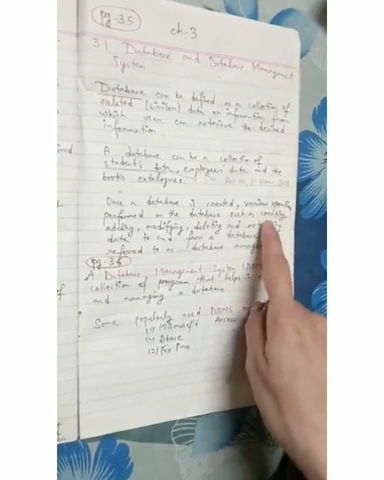 pg-35
ch-3
3.1 Database and Database Management
System
Database can be defined as a collection of
related (similar) data or information from
which user can retrieve the desired
information.
A database can be a collection of
student's data, employees data and the
book's catalogues.
Once a database is created, various
performed on the database such as
adding, modifying, deleting and
data to and from a database
referred to as database
pg-36
A Database Management System
collection of program that helps in
and managing a database
Some popularly used DBMS
(1) Microsoft Access
(2) Dbase
(3) Fox Pro